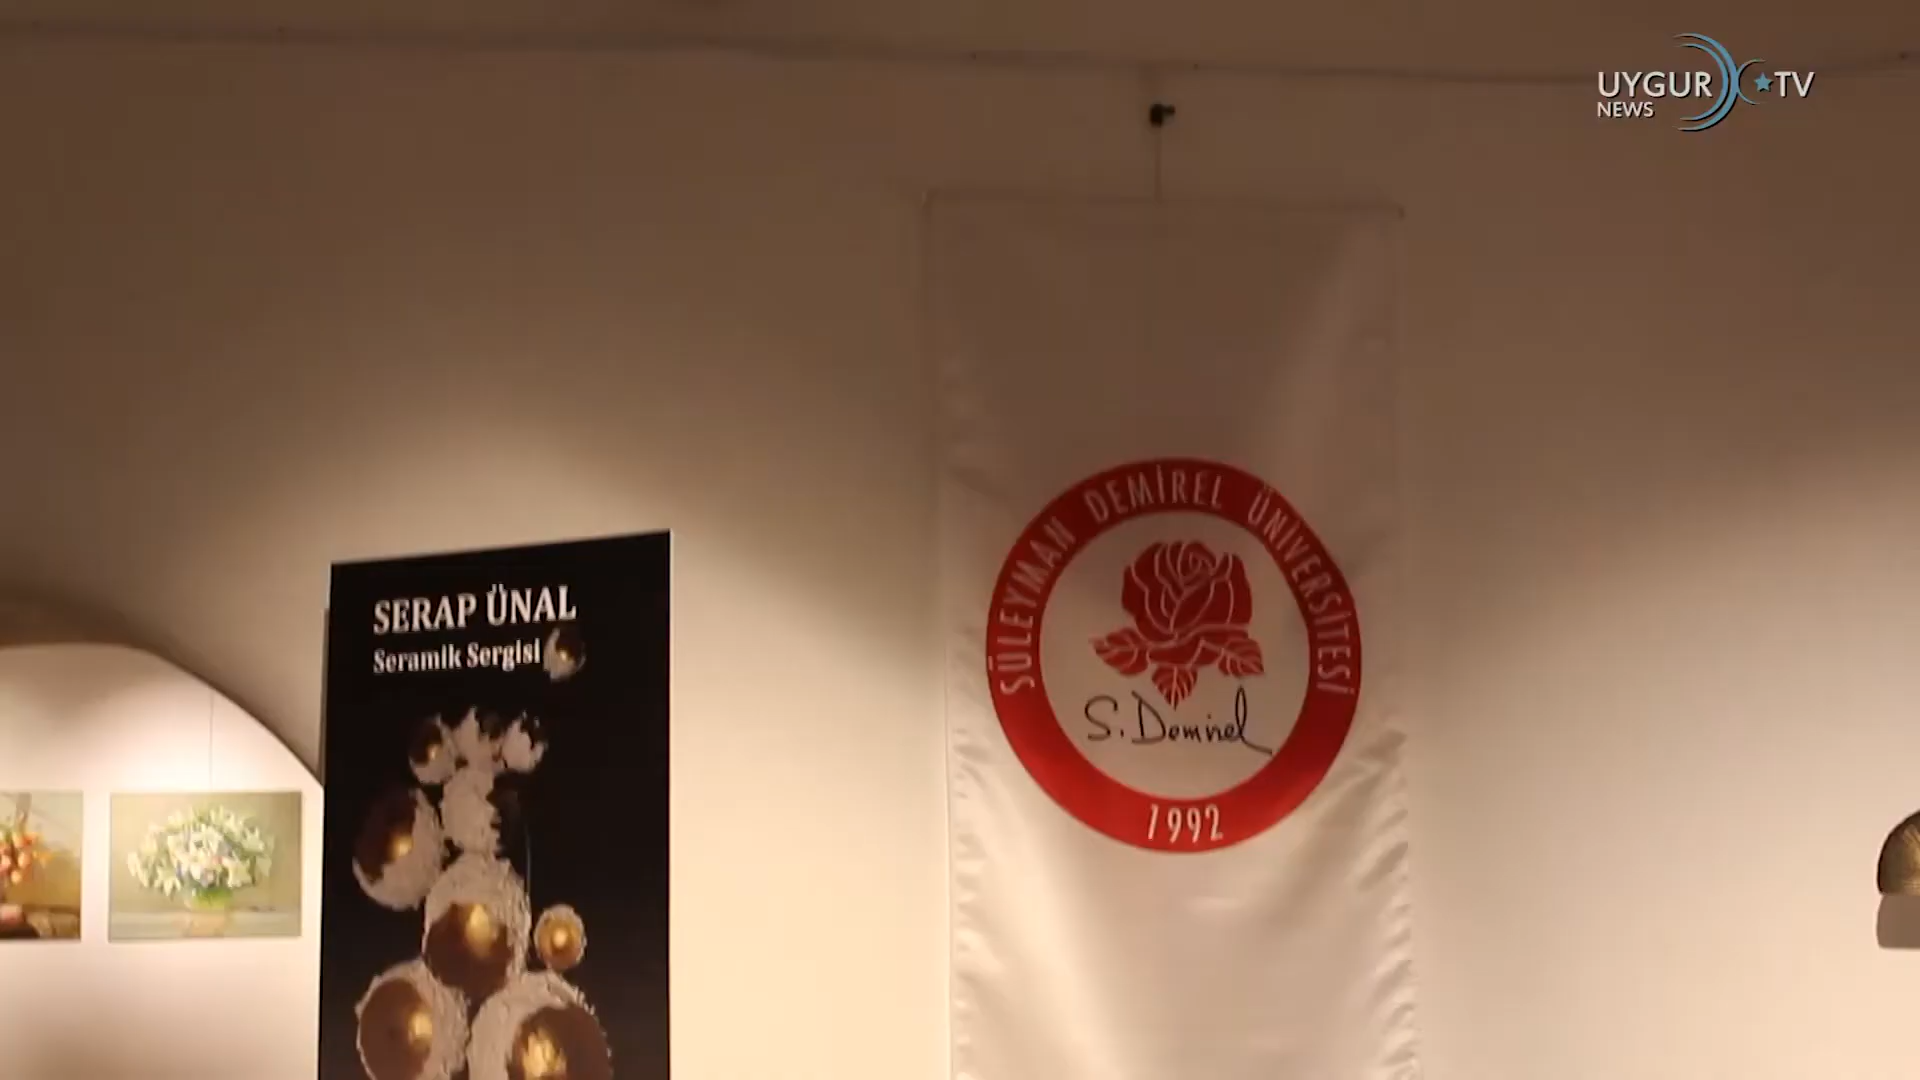 UYGUR TV
NEWS
SERAP ÜNAL
Seramik Sergisi
SÜLEYMAN DEMİREL ÜNİVERSİTESİ
S. Demirel
1992